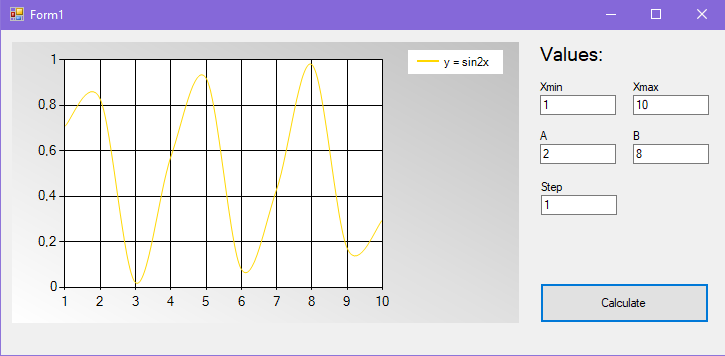 Form1
y = sin2x
Values:
1
0,8
0,6
0,4
0,2
0
1 2 3 4 5 6 7 8 9 10
Xmin Xmax
1 10
A B
2 8
Step
1
Calculate